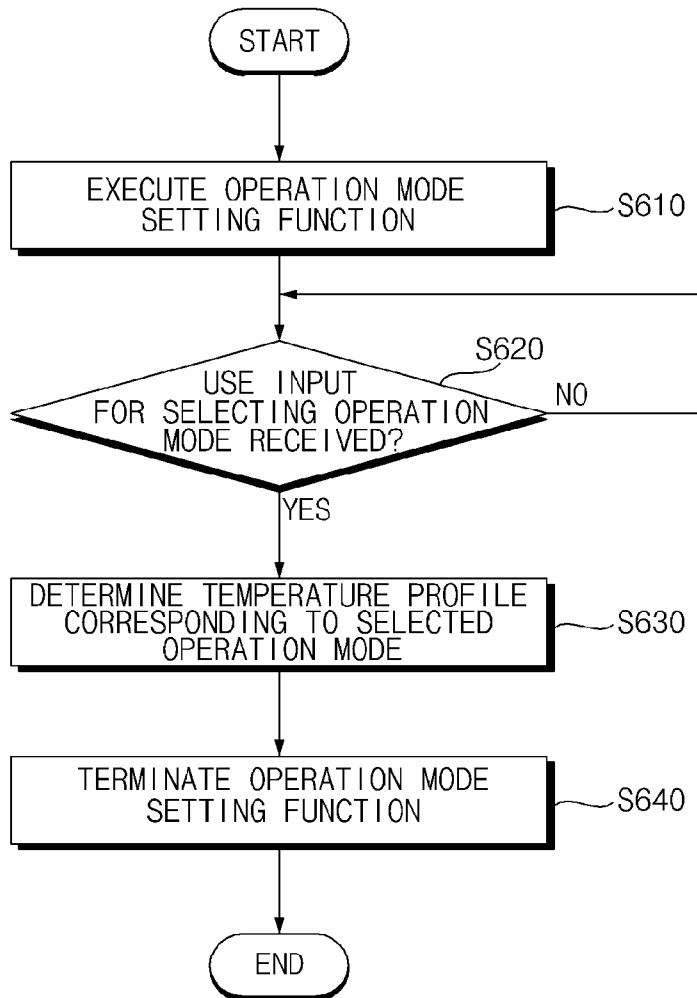 START
EXECUTE OPERATION MODE
SETTING FUNCTION
S610
S620
USE INPUT
FOR SELECTING OPERATION
MODE RECEIVED?
NO
YES
DETERMINE TEMPERATURE PROFILE
CORRESPONDING TO SELECTED
OPERATION MODE
S630
TERMINATE OPERATION MODE
SETTING FUNCTION
S640
END